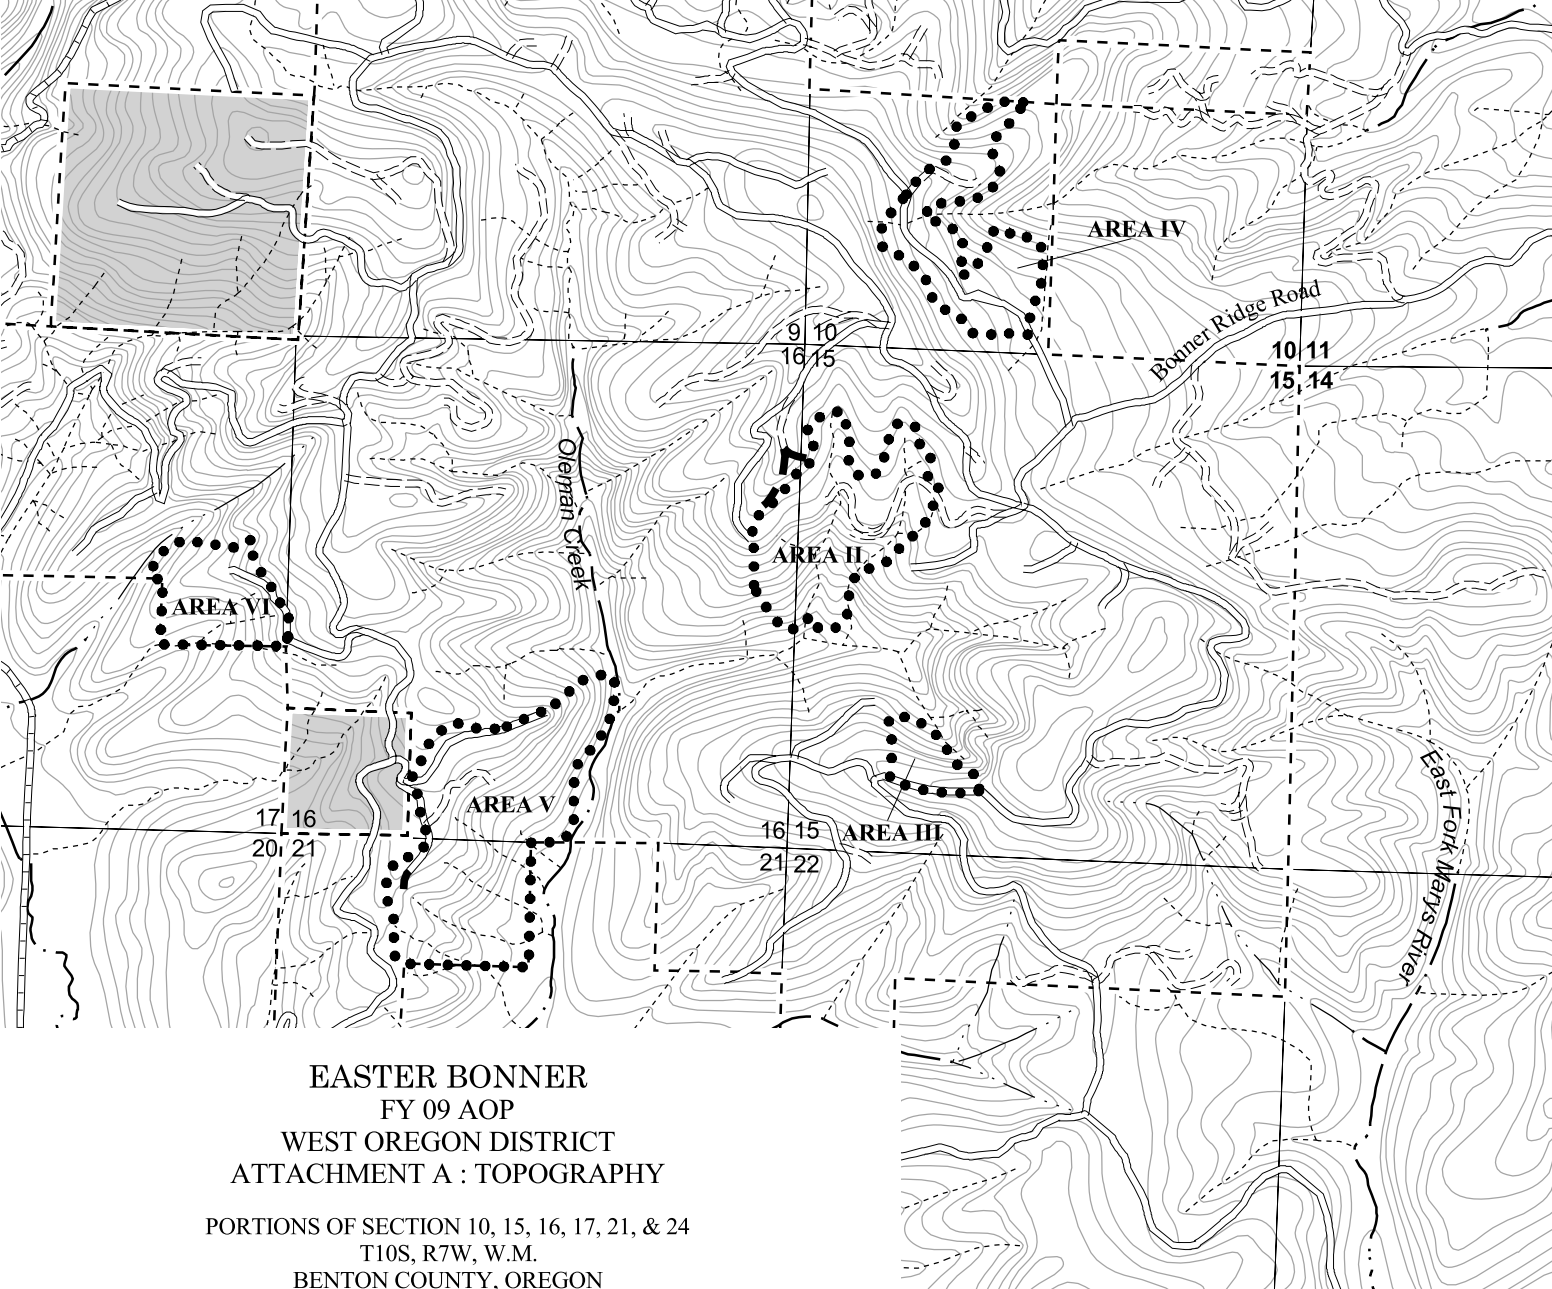 AREA IV
Bonner Ridge Road
9 10
16 15
10 11
15 14
Oleman Creek
AREA II
AREA VI
AREA V
17 16
20 21
16 15
21 22
AREA III
East Fork Marys River
EASTER BONNER
FY 09 AOP
WEST OREGON DISTRICT
ATTACHMENT A : TOPOGRAPHY
PORTIONS OF SECTION 10, 15, 16, 17, 21, & 24
T10S, R7W, W.M.
BENTON COUNTY, OREGON